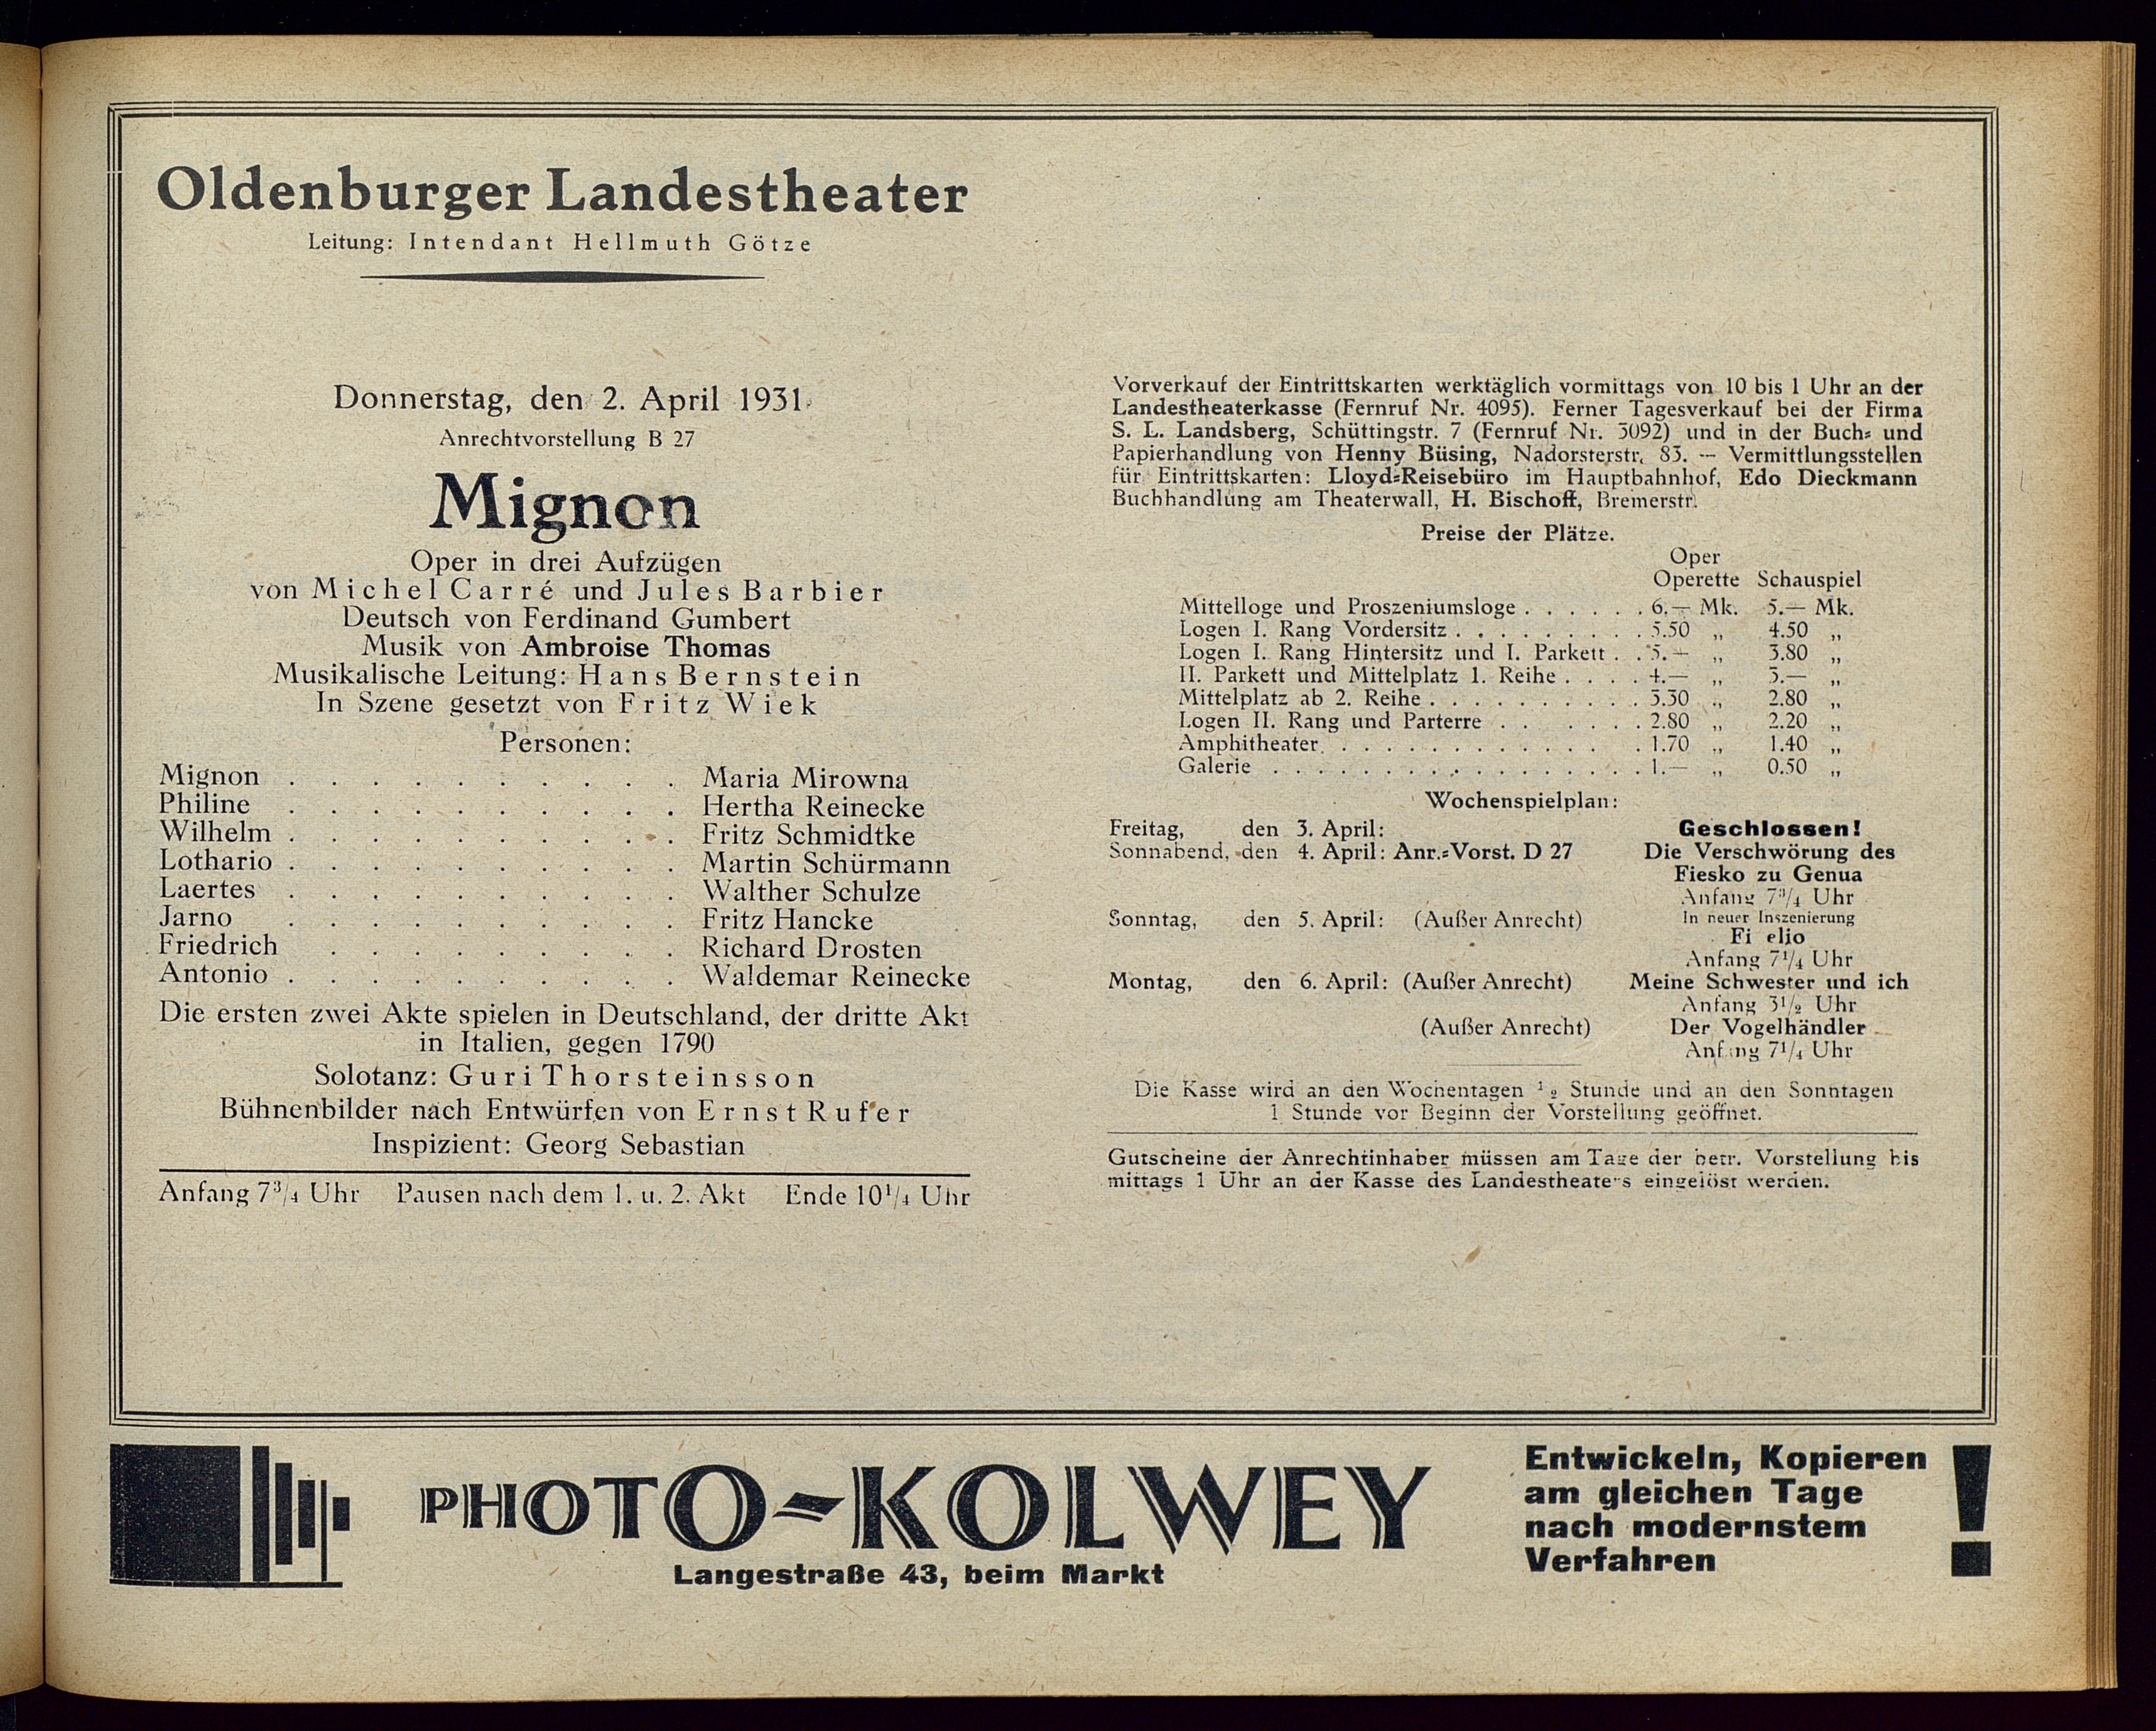 Oldenburger Landestheater
Leitung: Intendant Hellmuth Götze
Donnerstag, den 2. April 1931
Anrechtvorstellung B 27
Mignon
Oper in drei Aufzügen
von Michel Carré und Jules Barbier
Deutsch von Ferdinand Gumbert
Musik von Ambroise Thomas
Musikalische Leitung: Hans Bernstein
In Szene gesetzt von Fritz Wiek
Personen:
Mignon . . . . . . . . . . Maria Mirowna
Philine . . . . . . . . . . Hertha Reinecke
Wilhelm . . . . . . . . . . Fritz Schmidtke
Lothario . . . . . . . . . . Martin Schürmann
Laertes . . . . . . . . . . Walther Schulze
Jarno . . . . . . . . . . Fritz Hancke
Friedrich . . . . . . . . . Richard Drosten
Antonio . . . . . . . . . . Waldemar Reinecke
Die ersten zwei Akte spielen in Deutschland, der dritte Akt
in Italien, gegen 1790
Solotanz: Guri Thorsteinsson
Bühnenbilder nach Entwürfen von Ernst Rufer
Inspizient: Georg Sebastian
Anfang 7¾ Uhr Pausen nach dem 1. u. 2. Akt Ende 10¼ Uhr
Vorverkauf der Eintrittskarten werktäglich vormittags von 10 bis 1 Uhr an der
Landestheaterkasse (Fernruf Nr. 4095). Ferner Tagesverkauf bei der Firma
S. L. Landsberg, Schüttingstr. 7 (Fernruf Nr. 3092) und in der Buch- und
Papierhandlung von Henny Büsing, Nadorsterstr. 83. — Vermittlungsstellen
für Eintrittskarten: Lloyd-Reisebüro im Hauptbahnhof, Edo Dieckmann
Buchhandlung am Theaterwall, H. Bischoff, Bremerstr.
Preise der Plätze.
Oper
Operette Schauspiel
Mittelloge und Proszeniumsloge . . . . . . 6.— Mk. 5.— Mk.
Logen I. Rang Vordersitz . . . . . . . . . 5.50 „ 4.50 „
Logen I. Rang Hintersitz und I. Parkett . . 5.— „ 3.80 „
II. Parkett und Mittelplatz 1. Reihe . . . . 4.— „ 3.— „
Mittelplatz ab 2. Reihe . . . . . . . . . . 3.30 „ 2.80 „
Logen II. Rang und Parterre . . . . . . . 2.80 „ 2.20 „
Amphitheater . . . . . . . . . . . . . . 1.70 „ 1.40 „
Galerie . . . . . . . . . . . . . . . . . 1.— „ 0.50 „
Wochenspielplan:
Freitag, den 3. April: Geschlossen!
Sonnabend, den 4. April: Anr.-Vorst. D 27 Die Verschwörung des
Fiesko zu Genua
Anfang 7¾ Uhr
Sonntag, den 5. April: (Außer Anrecht) In neuer Inszenierung
Fi elio
Anfang 7¼ Uhr
Montag, den 6. April: (Außer Anrecht) Meine Schwester und ich
Anfang 3½ Uhr
(Außer Anrecht) Der Vogelhändler
Anfang 7¼ Uhr
Die Kasse wird an den Wochentagen ½ Stunde und an den Sonntagen
1 Stunde vor Beginn der Vorstellung geöffnet.
Gutscheine der Anrechtinhaber müssen am Tage der betr. Vorstellung bis
mittags 1 Uhr an der Kasse des Landestheaters eingelöst werden.
PHOTO-KOLWEY
Langestraße 43, beim Markt
Entwickeln, Kopieren
am gleichen Tage
nach modernstem
Verfahren
!